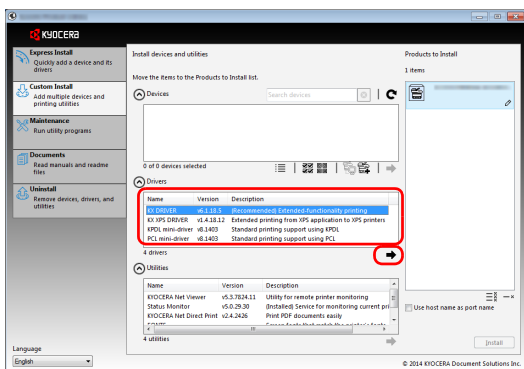 KYOCERA
Express Install
Quickly add a device and its
drivers
Custom Install
Add multiple devices and
printing utilities
Maintenance
Run utility programs
Documents
Read manuals and readme
files
Uninstall
Remove devices, drivers, and
utilities
Language
English
Install devices and utilities
Move the items to the Products to Install list.
Devices
Search devices
0 of 0 devices selected
Drivers
Name Version Description
KX DRIVER v6.1.18.5 (Recommended) Extended-functionality printing
KX XPS DRIVER v1.4.18.12 Extended printing from XPS application to XPS printers
KPDL mini-driver v8.1403 Standard printing support using KPDL
PCL mini-driver v8.1403 Standard printing support using PCL
4 drivers
Utilities
Name Version Description
KYOCERA Net Viewer v5.3.7824.11 Utility for remote printer monitoring
Status Monitor v5.0.29.30 (Installed) Service for monitoring current pri
KYOCERA Net Direct Print v2.4.2426 Print PDF documents easily
4 utilities
Products to Install
1 items
Use host name as port name
Install
© 2014 KYOCERA Document Solutions Inc.